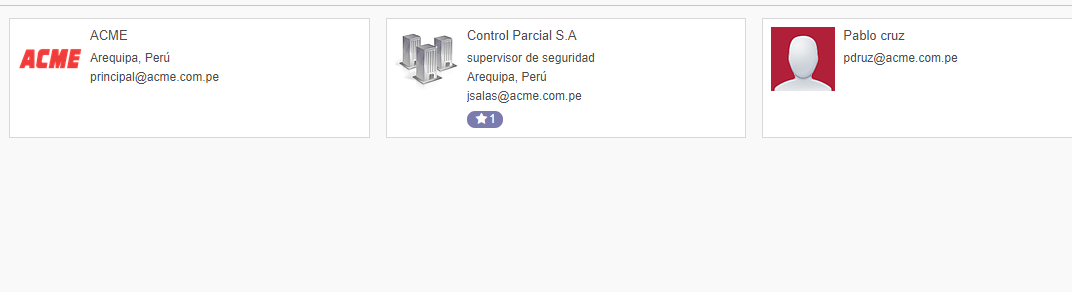 ACME
ACME
Arequipa, Perú
principal@acme.com.pe
Control Parcial S.A
supervisor de seguridad
Arequipa, Perú
jsalas@acme.com.pe
1
Pablo cruz
pdruz@acme.com.pe